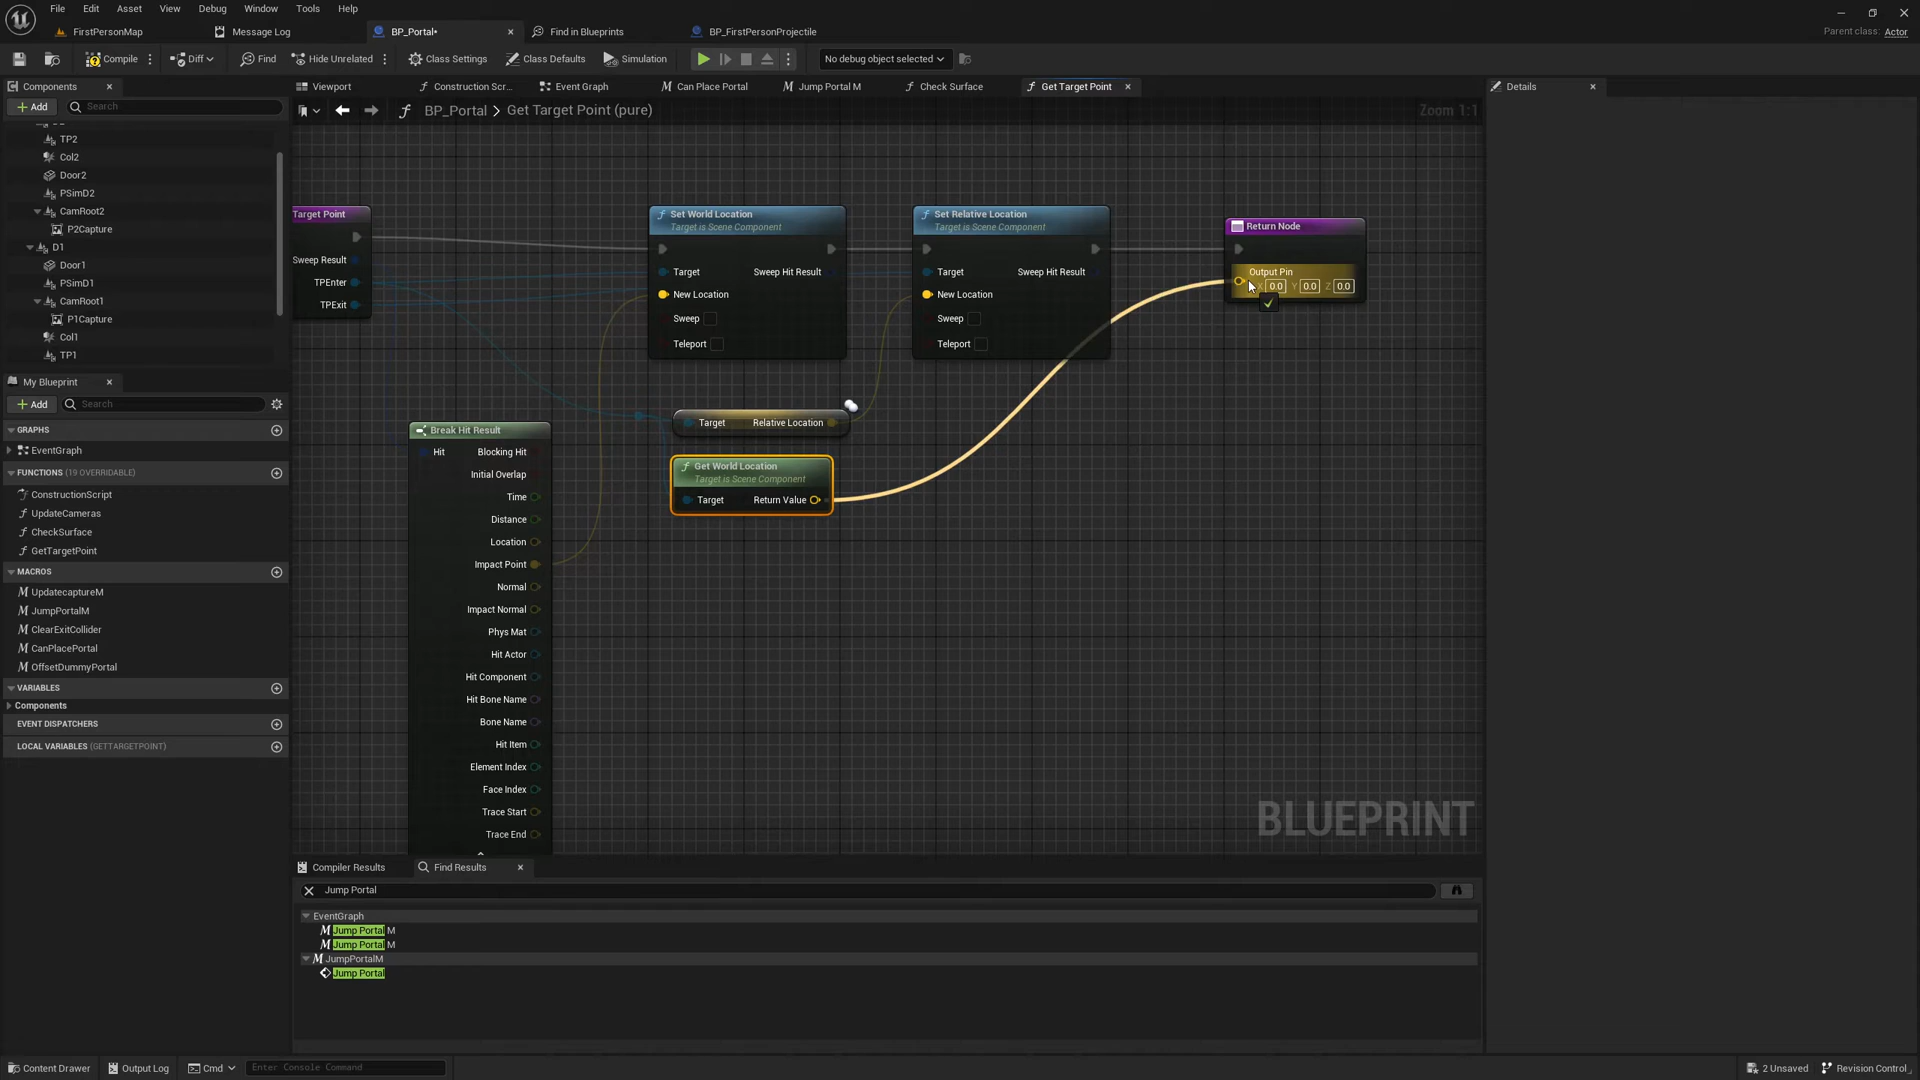 File Edit Asset View Debug Window Tools Help
FirstPersonMap Message Log BP_Portal* Find in Blueprints BP_FirstPersonProjectile Parent class: Actor
Compile Diff Find Hide Unrelated Class Settings Class Defaults Simulation No debug object selected
Components Viewport Construction Scr... Event Graph Can Place Portal Jump Portal M Check Surface Get Target Point Details
+ Add Search
BP_Portal > Get Target Point (pure) Zoom 1:1
TP2
Col2
Door2
PSimD2
CamRoot2
P2Capture
D1
Door1
PSimD1
CamRoot1
P1Capture
Col1
TP1
My Blueprint
+ Add Search
GRAPHS
EventGraph
FUNCTIONS (19 OVERRIDABLE)
ConstructionScript
UpdateCameras
CheckSurface
GetTargetPoint
MACROS
UpdatecaptureM
JumpPortalM
ClearExitCollider
CanPlacePortal
OffsetDummyPortal
VARIABLES
Components
EVENT DISPATCHERS
LOCAL VARIABLES (GETTARGETPOINT)
Target Point
Sweep Result
TPEnter
TPExit
Set World Location
Target is Scene Component
Target Sweep Hit Result
New Location
Sweep
Teleport
Set Relative Location
Target is Scene Component
Target Sweep Hit Result
New Location
Sweep
Teleport
Return Node
Output Pin
X 0.0 Y 0.0 Z 0.0
Target Relative Location
Get World Location
Target is Scene Component
Target Return Value
Break Hit Result
Hit Blocking Hit
Initial Overlap
Time
Distance
Location
Impact Point
Normal
Impact Normal
Phys Mat
Hit Actor
Hit Component
Hit Bone Name
Bone Name
Hit Item
Element Index
Face Index
Trace Start
Trace End
BLUEPRINT
Compiler Results Find Results
Jump Portal
EventGraph
Jump Portal M
Jump Portal M
JumpPortalM
Jump Portal
Content Drawer Output Log Cmd Enter Console Command 2 Unsaved Revision Control